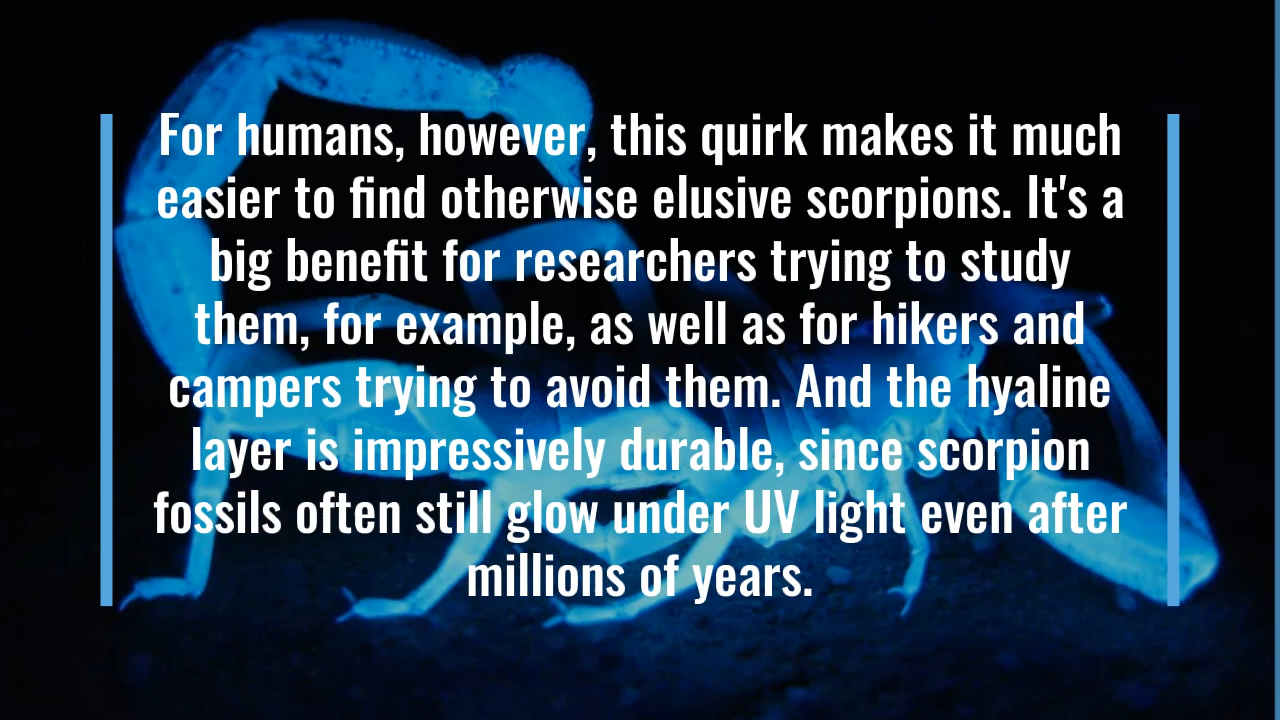 For humans, however, this quirk makes it much
easier to find otherwise elusive scorpions. It's a
big benefit for researchers trying to study
them, for example, as well as for hikers and
campers trying to avoid them. And the hyaline
layer is impressively durable, since scorpion
fossils often still glow under UV light even after
millions of years.